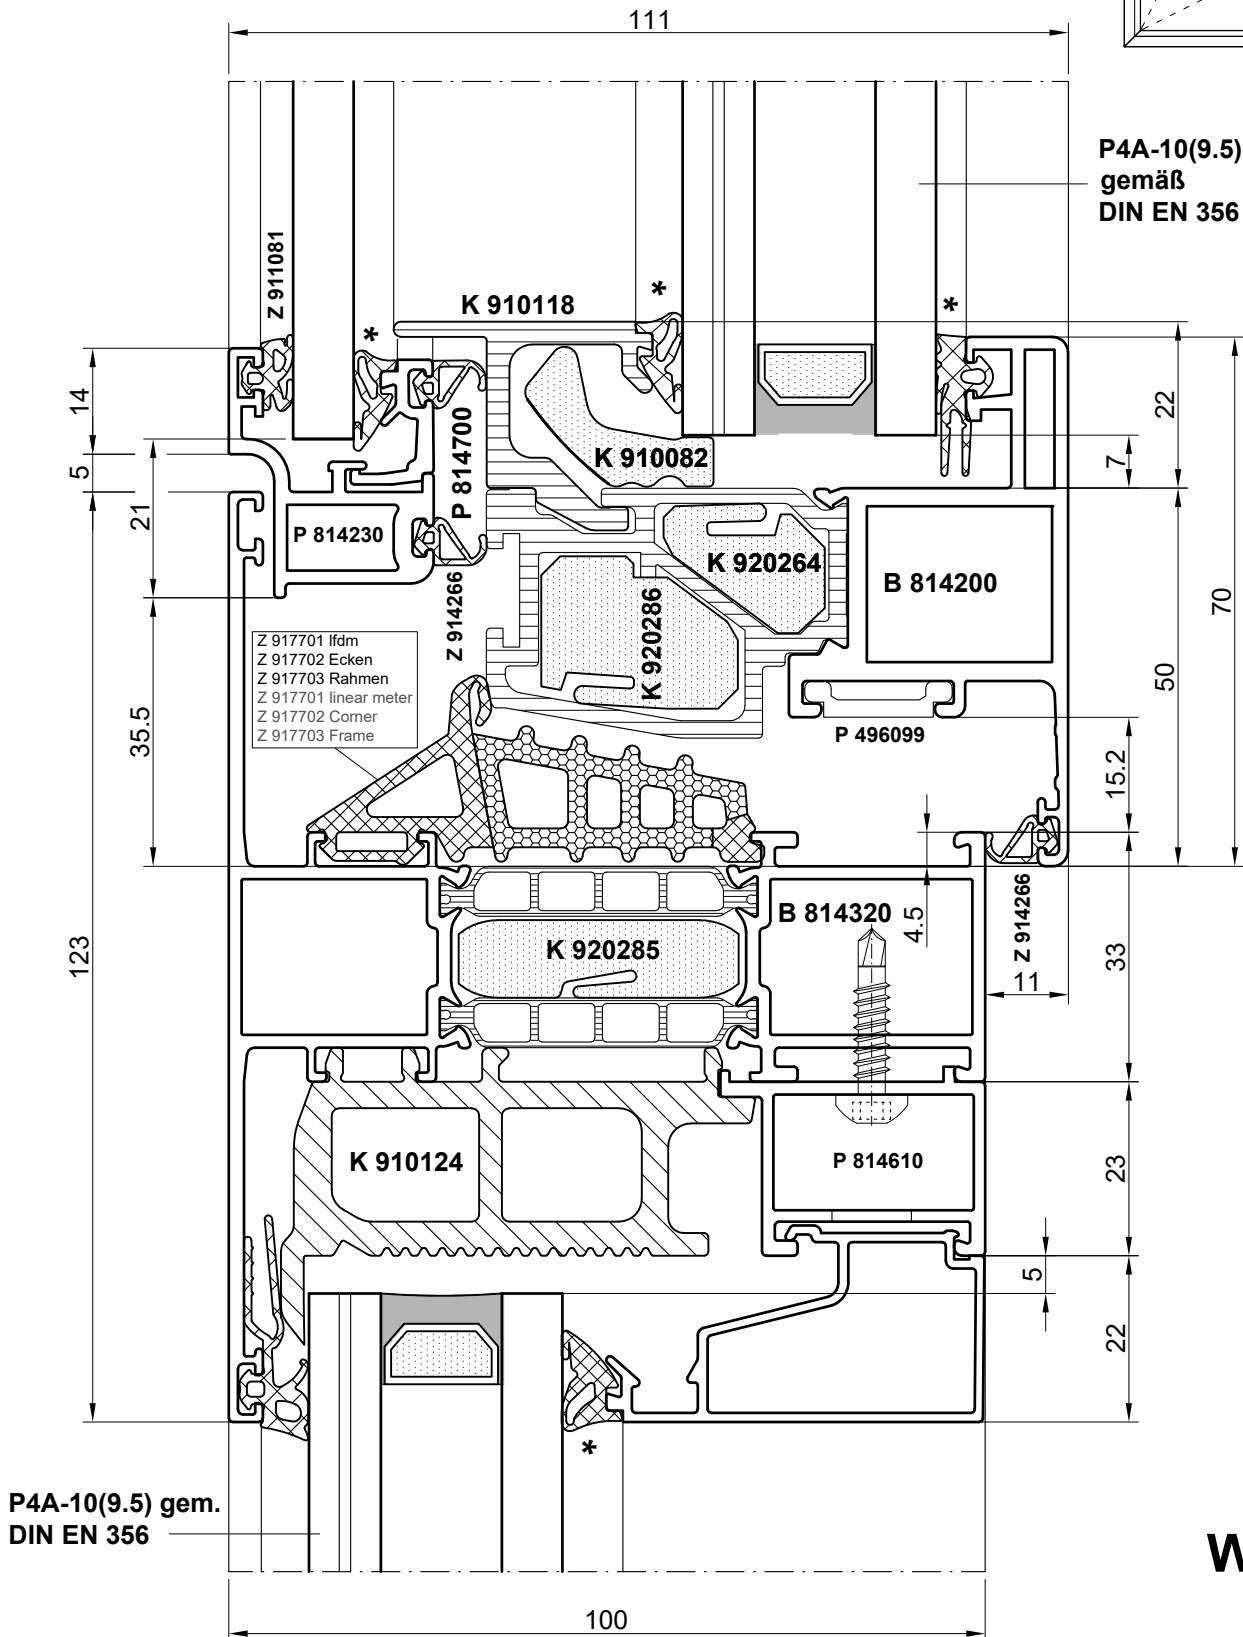 111
P4A-10(9.5)
gemäß
DIN EN 356
Z 911081
K 910118
*
*
*
14
5
21
22
7
K 910082
P 814700
P 814230
K 920264
B 814200
70
Z 914266
K 920286
50
Z 917701 lfdm
Z 917702 Ecken
Z 917703 Rahmen
Z 917701 linear meter
Z 917702 Corner
Z 917703 Frame
35.5
P 496099
15.2
B 814320
4.5
Z 914266
K 920285
123
11
33
K 910124
P 814610
23
5
22
*
P4A-10(9.5) gem.
DIN EN 356
W
100